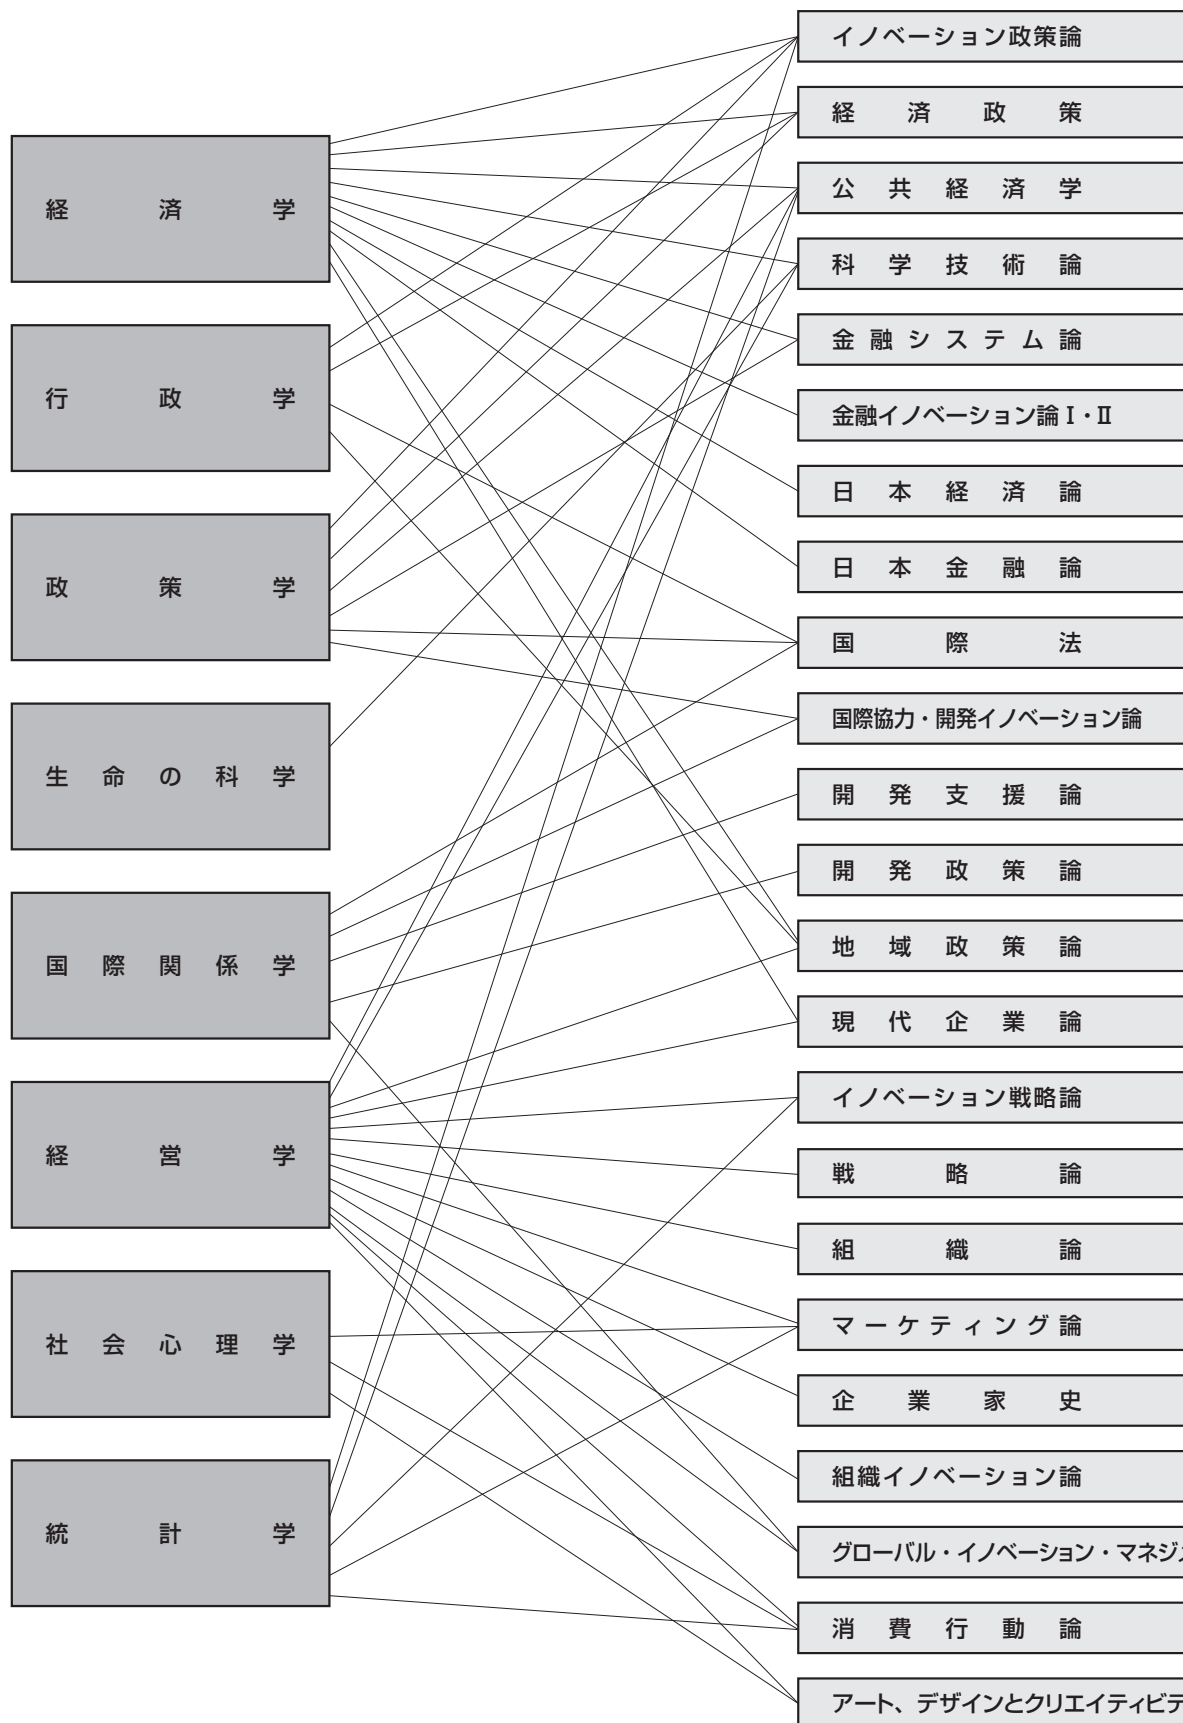 経済学
行政学
政策学
生命の科学
国際関係学
経営学
社会心理学
統計学
イノベーション政策論
経済政策
公共経済学
科学技術論
金融システム論
金融イノベーション論Ⅰ・Ⅱ
日本経済論
日本金融論
国際法
国際協力・開発イノベーション論
開発支援論
開発政策論
地域政策論
現代企業論
イノベーション戦略論
戦略論
組織論
マーケティング論
企業家史
組織イノベーション論
グローバル・イノベーション・マネジ
消費行動論
アート、デザインとクリエイティビテ